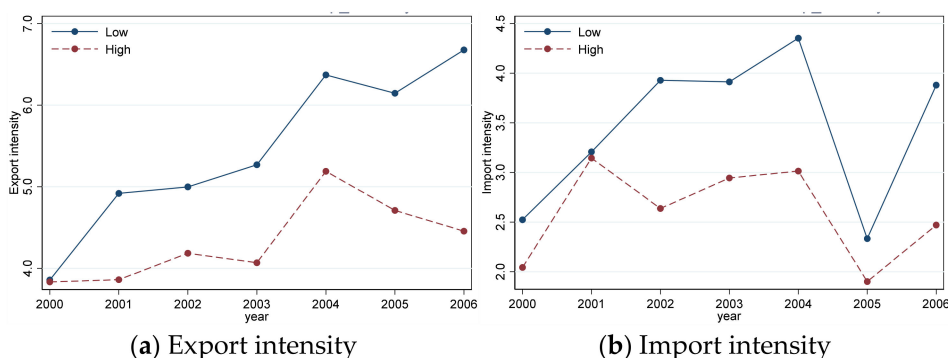 7.0
6.0
5.0
4.0
Export intensity
Low
High
2000 2001 2002 2003 2004 2005 2006
year
(a) Export intensity
4.5
4.0
3.5
3.0
2.5
2.0
Import intensity
Low
High
2000 2001 2002 2003 2004 2005 2006
year
(b) Import intensity